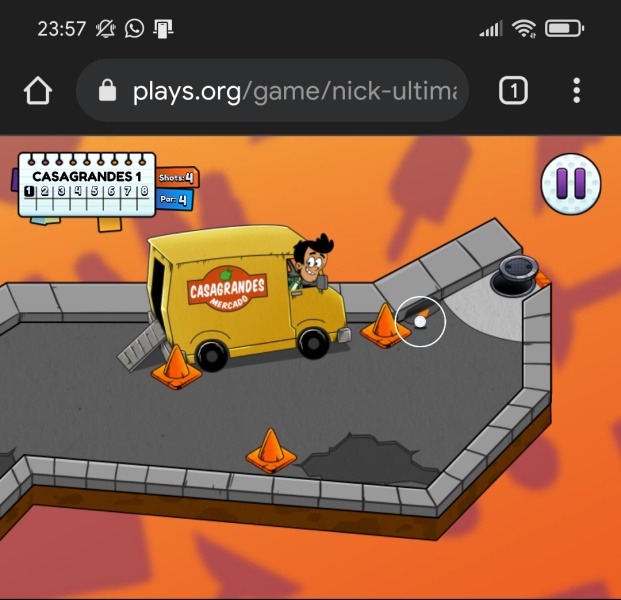 23:57
plays.org/game/nick-ultima
1
CASAGRANDES 1
1 2 3 4 5 6 7 8
Shots:4
Par: 4
CASAGRANDES
MERCADO